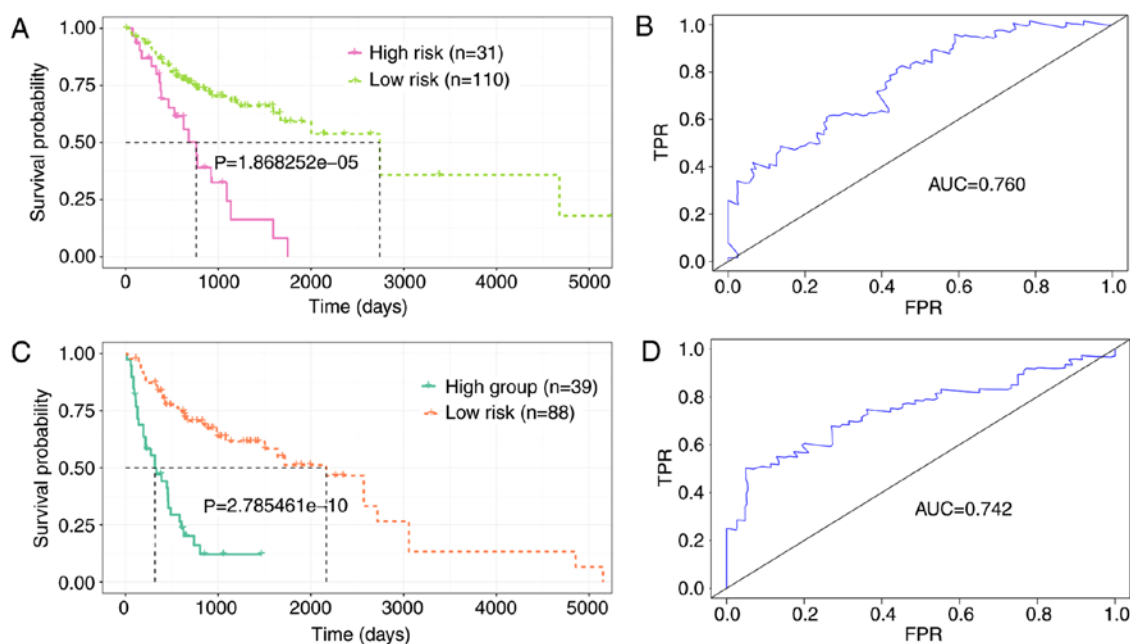 A
Survival probability
1.00
0.75
0.50
0.25
0.00
High risk (n=31)
Low risk (n=110)
P=1.868252e–05
0 1000 2000 3000 4000 5000
Time (days)
B
TPR
1.0
0.8
0.6
0.4
0.2
0.0
AUC=0.760
0.0 0.2 0.4 0.6 0.8 1.0
FPR
C
Survival probability
1.00
0.75
0.50
0.25
0.00
High group (n=39)
Low risk (n=88)
P=2.785461e–10
0 1000 2000 3000 4000 5000
Time (days)
D
TPR
1.0
0.8
0.6
0.4
0.2
0.0
AUC=0.742
0.0 0.2 0.4 0.6 0.8 1.0
FPR